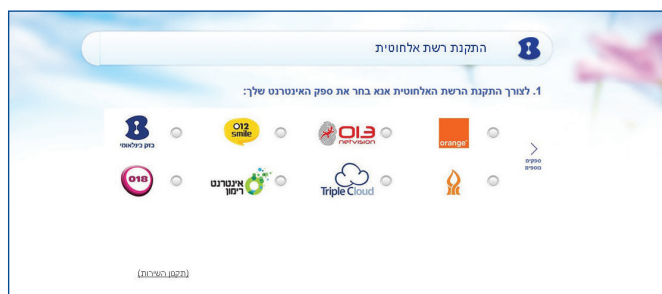 התקנת רשת אלחוטית
1. לצורך התקנת הרשת האלחוטית אנא בחר את ספק האינטרנט שלך:
orange
013 netvision
012 smile
בזק בינלאומי
ספקים
נוספים
Triple Cloud
אינטרנט
רימון
018
(תקנון השירות)